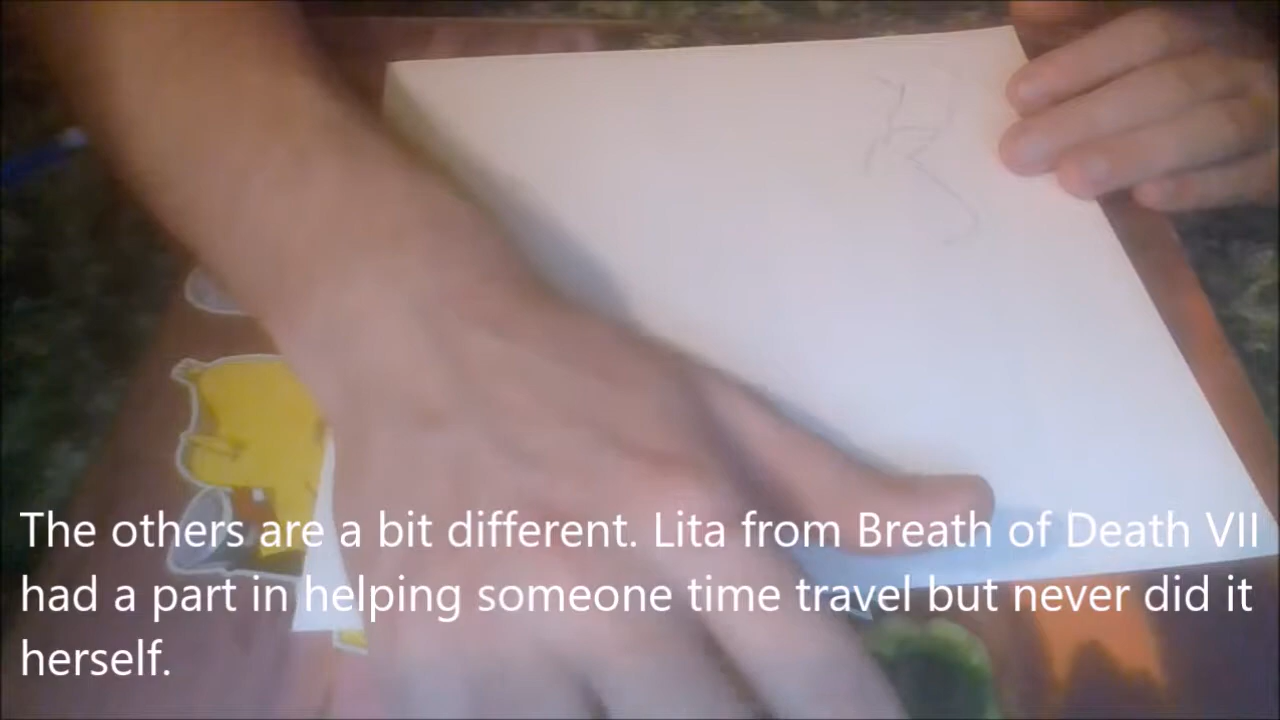 The others are a bit different. Lita from Breath of Death VII
had a part in helping someone time travel but never did it
herself.